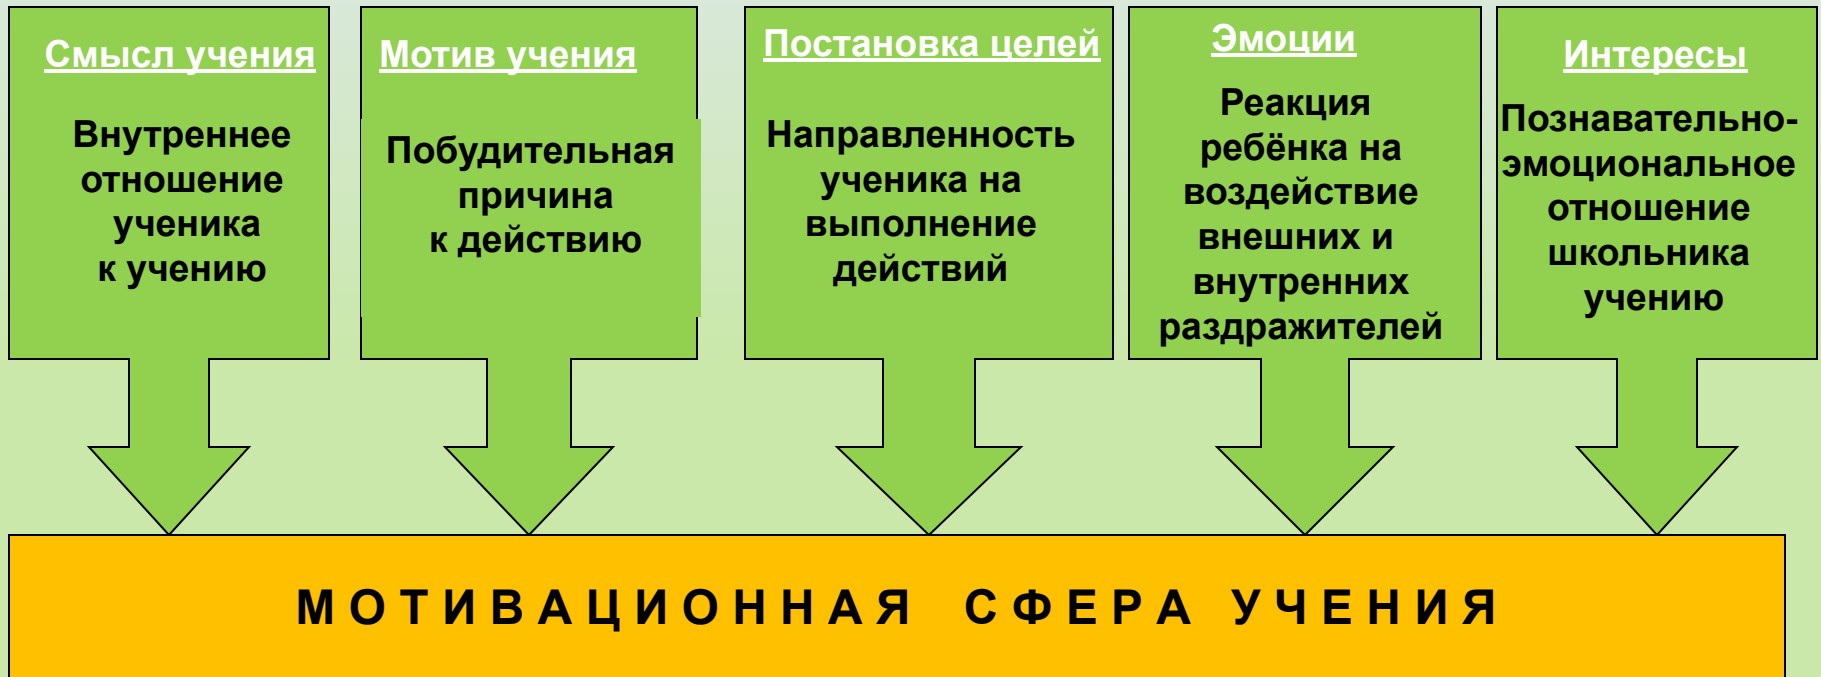 Смысл учения
Внутреннее
отношение
ученика
к учению
Мотив учения
Побудительная
причина
к действию
Постановка целей
Направленность
ученика на
выполнение
действий
Эмоции
Реакция
ребёнка на
воздействие
внешних и
внутренних
раздражителей
Интересы
Познавательно-
эмоциональное
отношение
школьника
учению
МОТИВАЦИОННАЯ СФЕРА УЧЕНИЯ